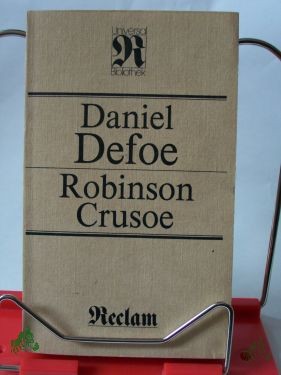 Universal
Bibliothek
Daniel
Defoe
Robinson
Crusoe
Reclam